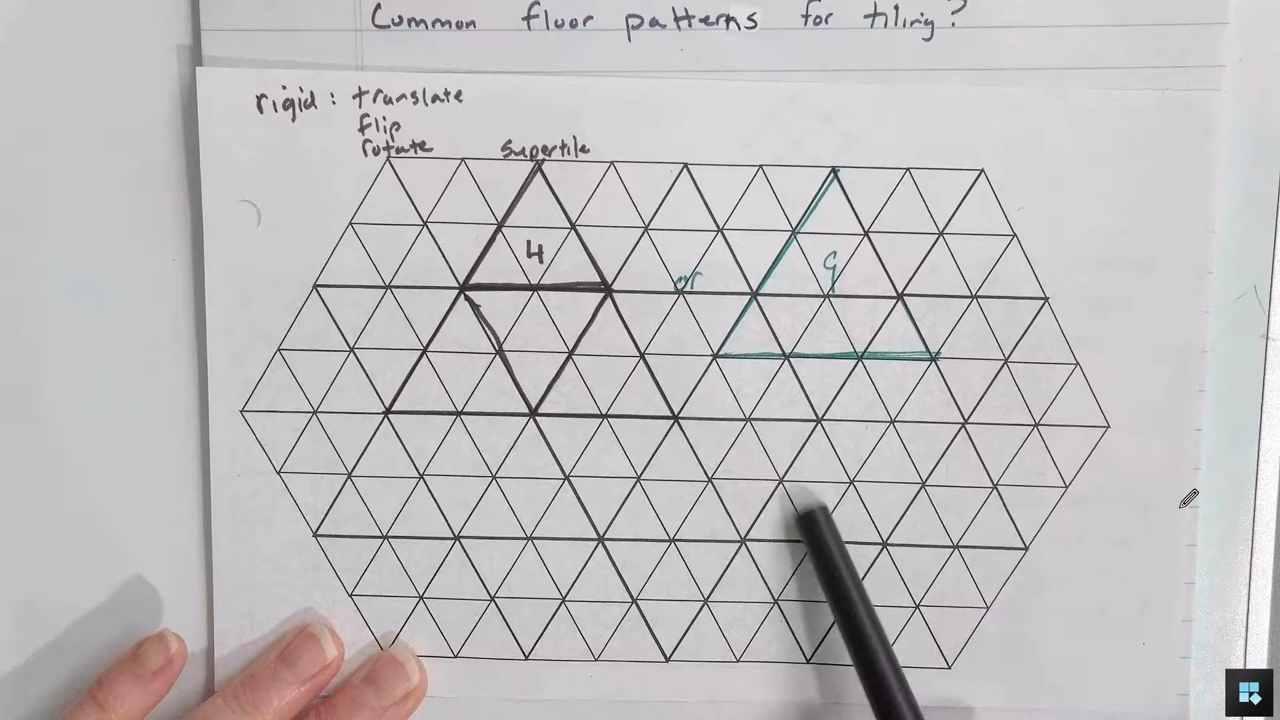 Common floor patterns for tiling?
rigid: translate
flip
rotate
supertile
4
or
9